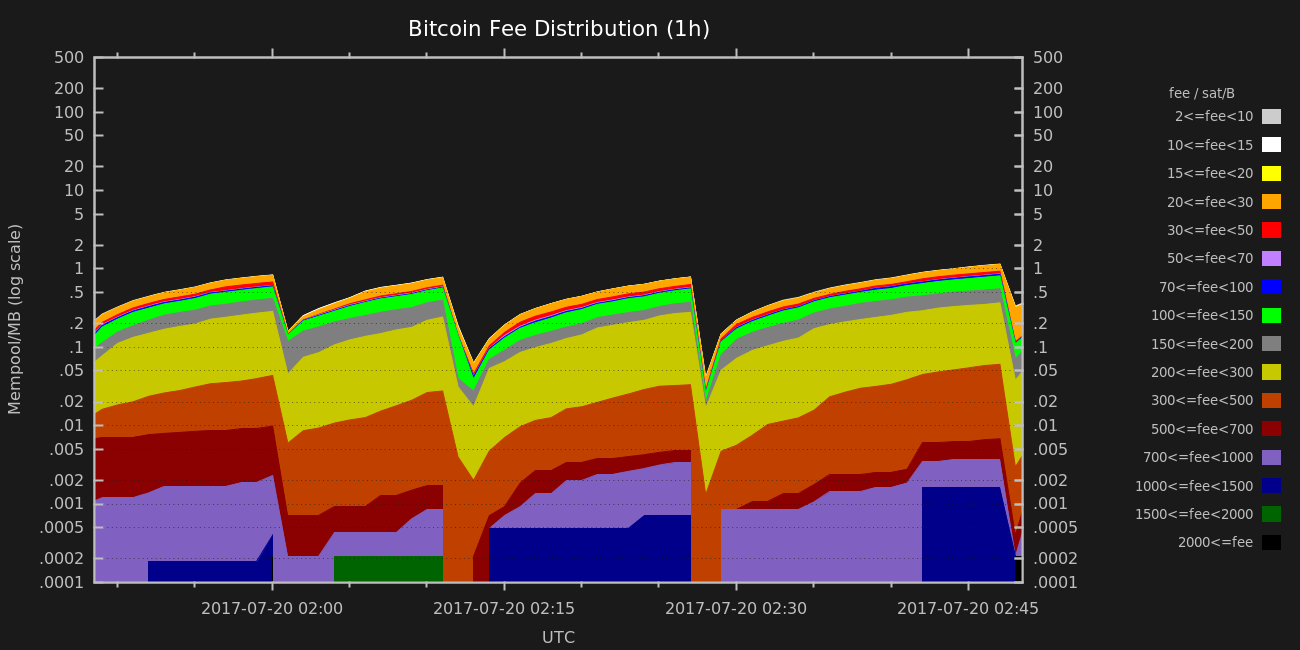 Bitcoin Fee Distribution (1h)
Mempool/MB (log scale)
500
200
100
50
20
10
5
2
1
.5
.2
.1
.05
.02
.01
.005
.002
.001
.0005
.0002
.0001
500
200
100
50
20
10
5
2
1
.5
.2
.1
.05
.02
.01
.005
.002
.001
.0005
.0002
.0001
fee / sat/B
2<=fee<10
10<=fee<15
15<=fee<20
20<=fee<30
30<=fee<50
50<=fee<70
70<=fee<100
100<=fee<150
150<=fee<200
200<=fee<300
300<=fee<500
500<=fee<700
700<=fee<1000
1000<=fee<1500
1500<=fee<2000
2000<=fee
2017-07-20 02:00 2017-07-20 02:15 2017-07-20 02:30 2017-07-20 02:45
UTC